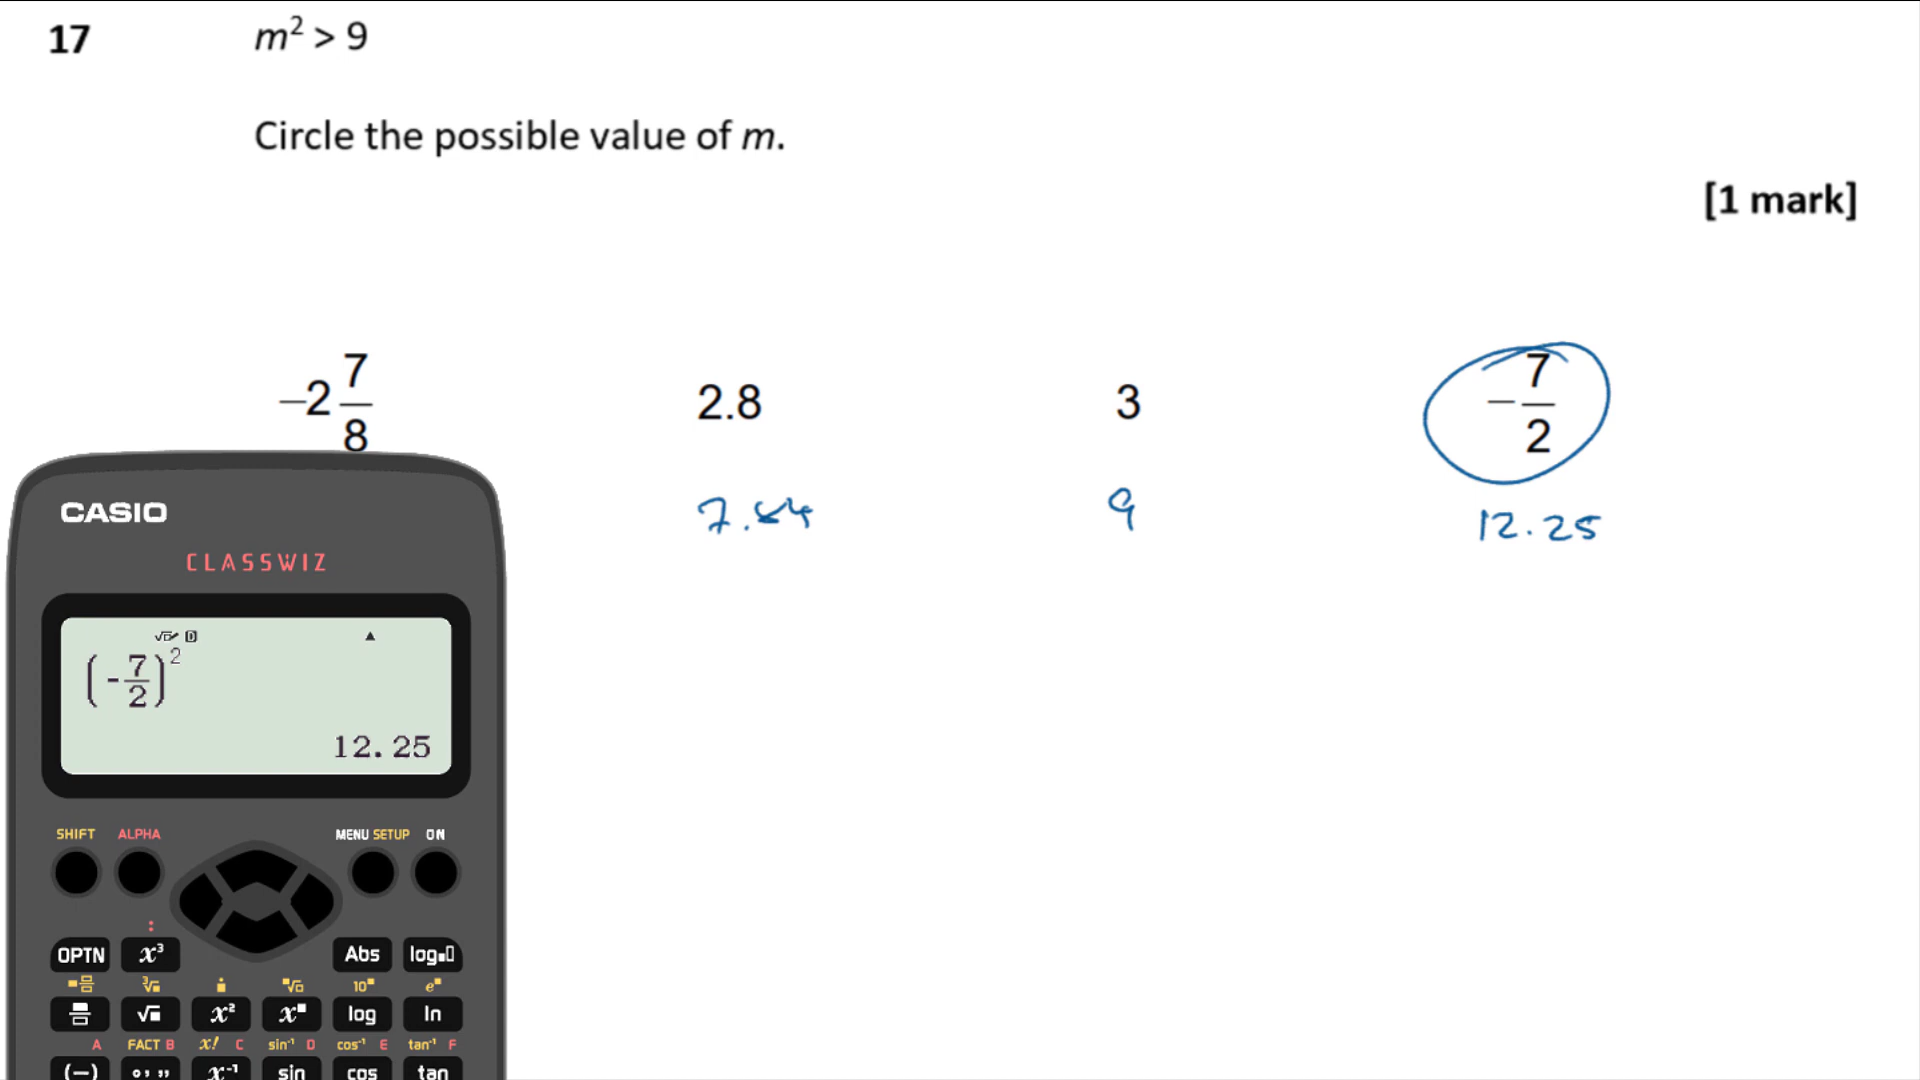 17 m² > 9
Circle the possible value of m.
[1 mark]
−2 7/8 2.8 3 −7/2
7.84 9 12.25
CASIO
CLASSWIZ
√▫⁄ D ▲
(-7/2)²
12.25
SHIFT ALPHA MENU SETUP ON
:
OPTN x³ Abs log▪▯
▪▤ ³√▪ ▪√▫ 10▪ e▪
√▪ x² x▪ log ln
A FACT B x! C sin⁻¹ D cos⁻¹ E tan⁻¹ F
(−) ° ’ ” x⁻¹ sin cos tan